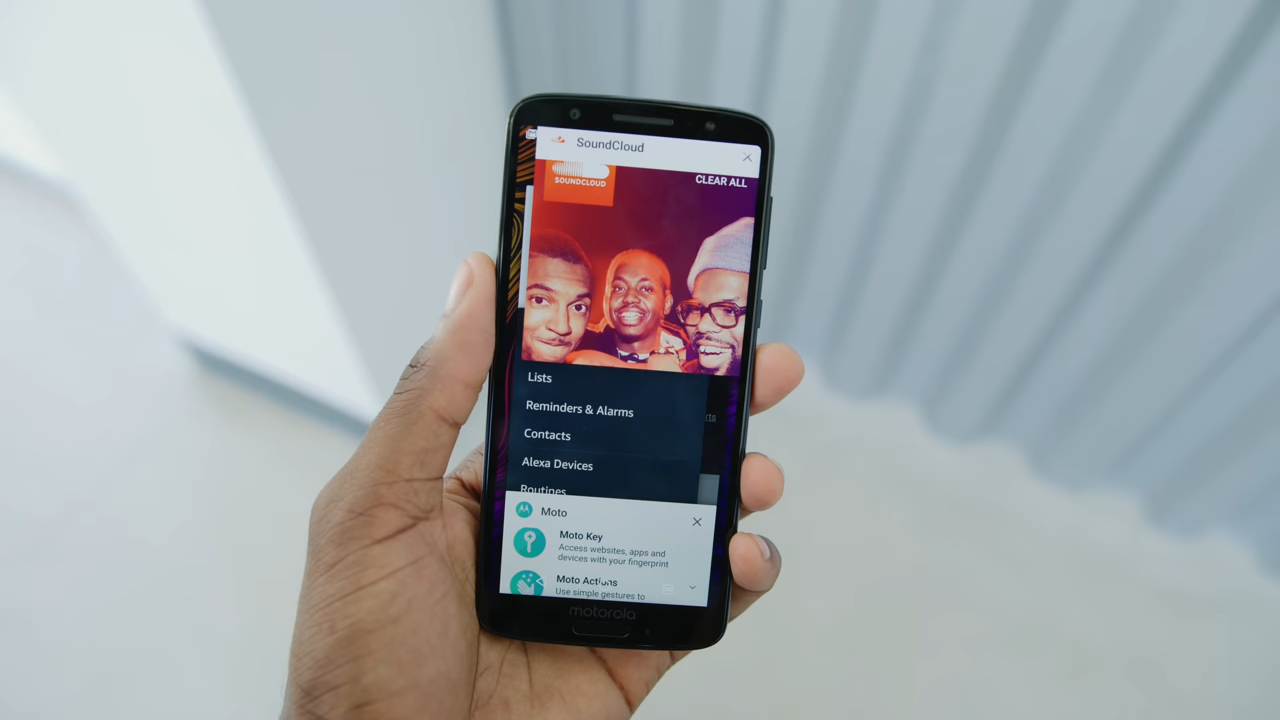 SoundCloud
SOUNDCLOUD
CLEAR ALL
Lists
Reminders & Alarms
Contacts
Alexa Devices
Routines
Moto
Moto Key
Access websites, apps and
devices with your fingerprint
Moto Actions
Use simple gestures to
motorola